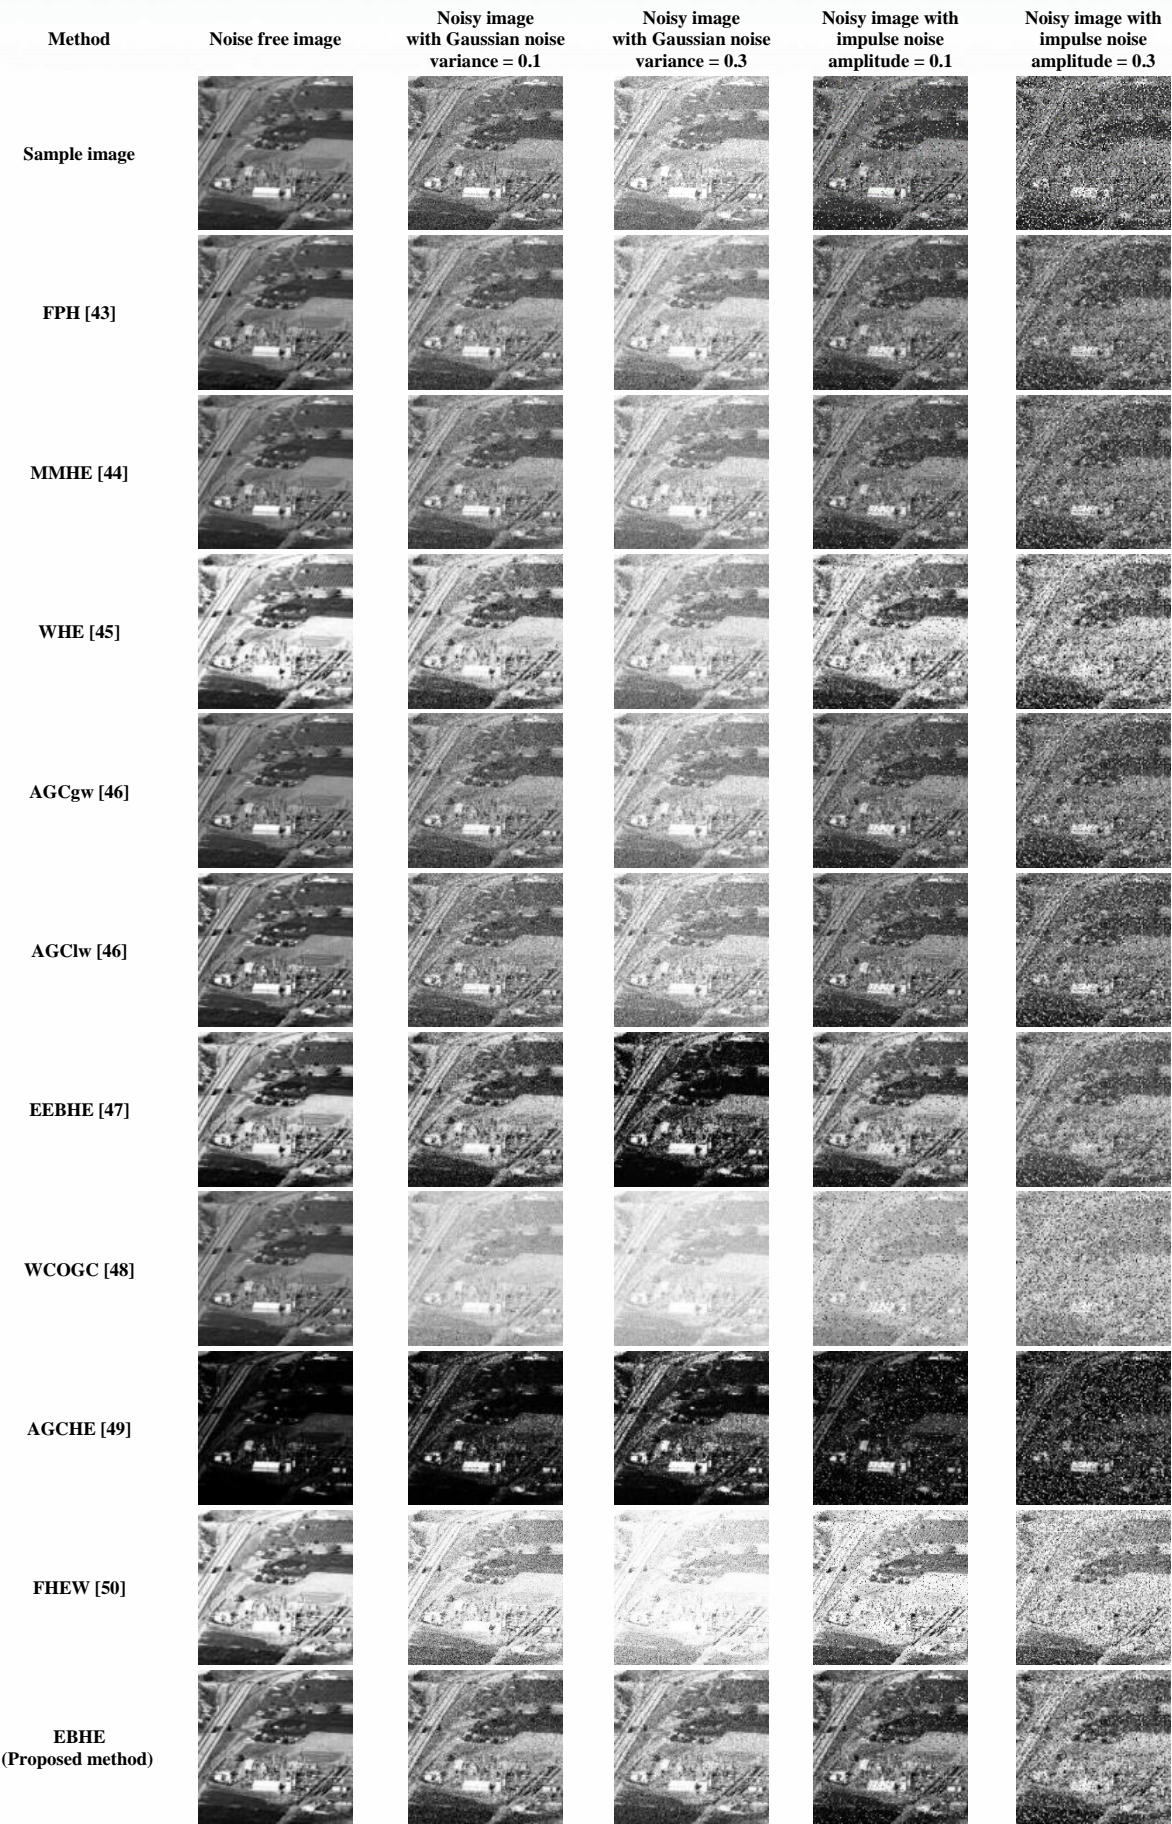 Method
Noise free image
Noisy image
with Gaussian noise
variance = 0.1
Noisy image
with Gaussian noise
variance = 0.3
Noisy image with
impulse noise
amplitude = 0.1
Noisy image with
impulse noise
amplitude = 0.3
Sample image
FPH [43]
MMHE [44]
WHE [45]
AGCgw [46]
AGClw [46]
EEBHE [47]
WCOGC [48]
AGCHE [49]
FHEW [50]
EBHE
(Proposed method)